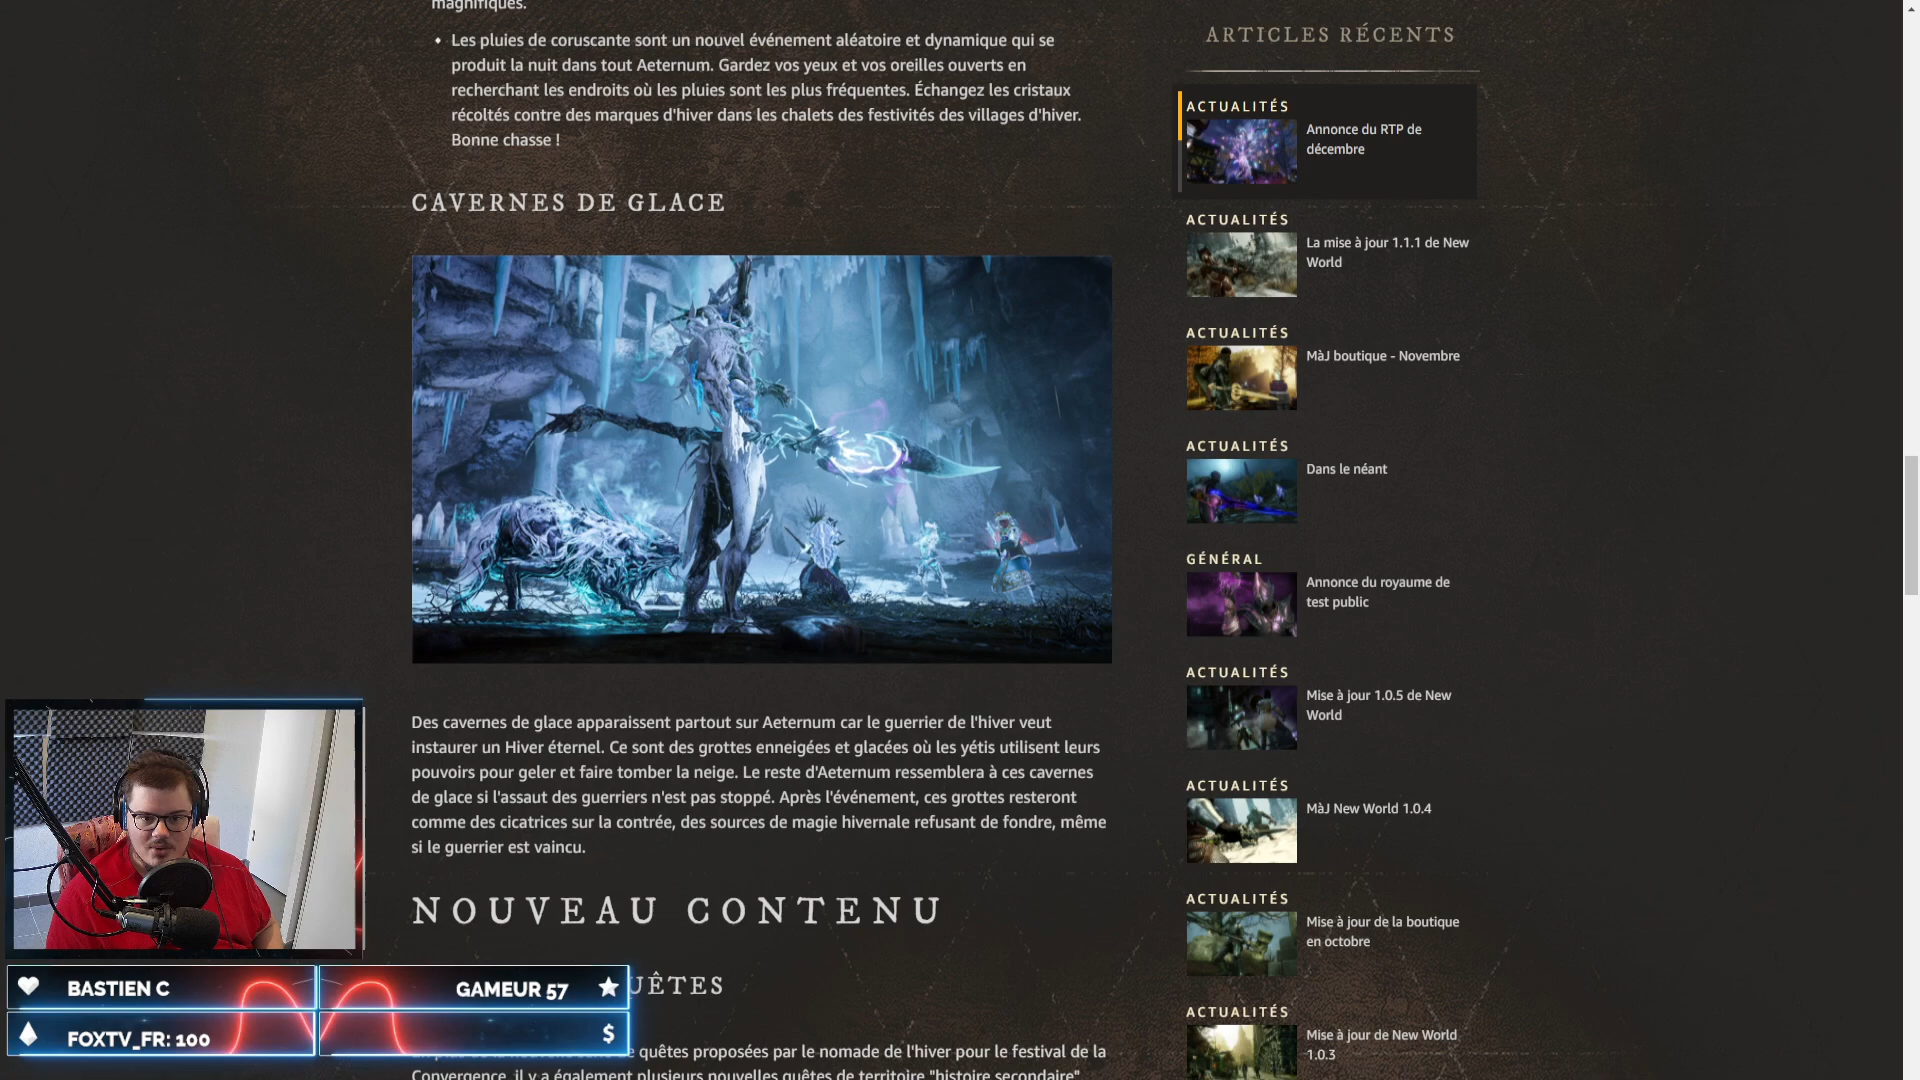 magnifiques.
• Les pluies de coruscante sont un nouvel événement aléatoire et dynamique qui se
produit la nuit dans tout Aeternum. Gardez vos yeux et vos oreilles ouverts en
recherchant les endroits où les pluies sont les plus fréquentes. Échangez les cristaux
récoltés contre des marques d'hiver dans les chalets des festivités des villages d'hiver.
Bonne chasse !
CAVERNES DE GLACE
Des cavernes de glace apparaissent partout sur Aeternum car le guerrier de l'hiver veut
instaurer un Hiver éternel. Ce sont des grottes enneigées et glacées où les yétis utilisent leurs
pouvoirs pour geler et faire tomber la neige. Le reste d'Aeternum ressemblera à ces cavernes
de glace si l'assaut des guerriers n'est pas stoppé. Après l'événement, ces grottes resteront
comme des cicatrices sur la contrée, des sources de magie hivernale refusant de fondre, même
si le guerrier est vaincu.
NOUVEAU CONTENU
UÊTES
quêtes proposées par le nomade de l'hiver pour le festival de la
Convergence, il y a également plusieurs nouvelles quêtes de territoire "histoire secondaire"
ARTICLES RÉCENTS
ACTUALITÉS
Annonce du RTP de
décembre
ACTUALITÉS
La mise à jour 1.1.1 de New
World
ACTUALITÉS
MàJ boutique - Novembre
ACTUALITÉS
Dans le néant
GÉNÉRAL
Annonce du royaume de
test public
ACTUALITÉS
Mise à jour 1.0.5 de New
World
ACTUALITÉS
MàJ New World 1.0.4
ACTUALITÉS
Mise à jour de la boutique
en octobre
ACTUALITÉS
Mise à jour de New World
1.0.3
BASTIEN C
GAMEUR 57
FOXTV_FR: 100
$